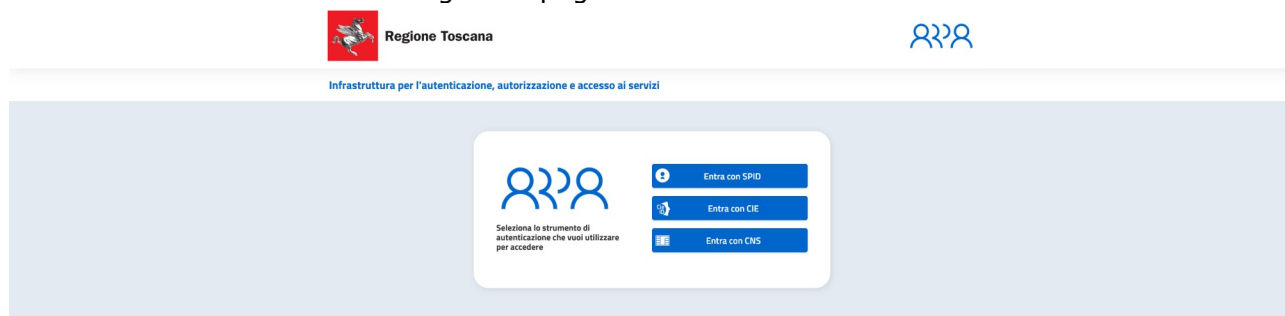 Regione Toscana
Infrastruttura per l'autenticazione, autorizzazione e accesso ai servizi
Entra con SPID
Entra con CIE
Seleziona lo strumento di
autenticazione che vuoi utilizzare
per accedere
Entra con CNS